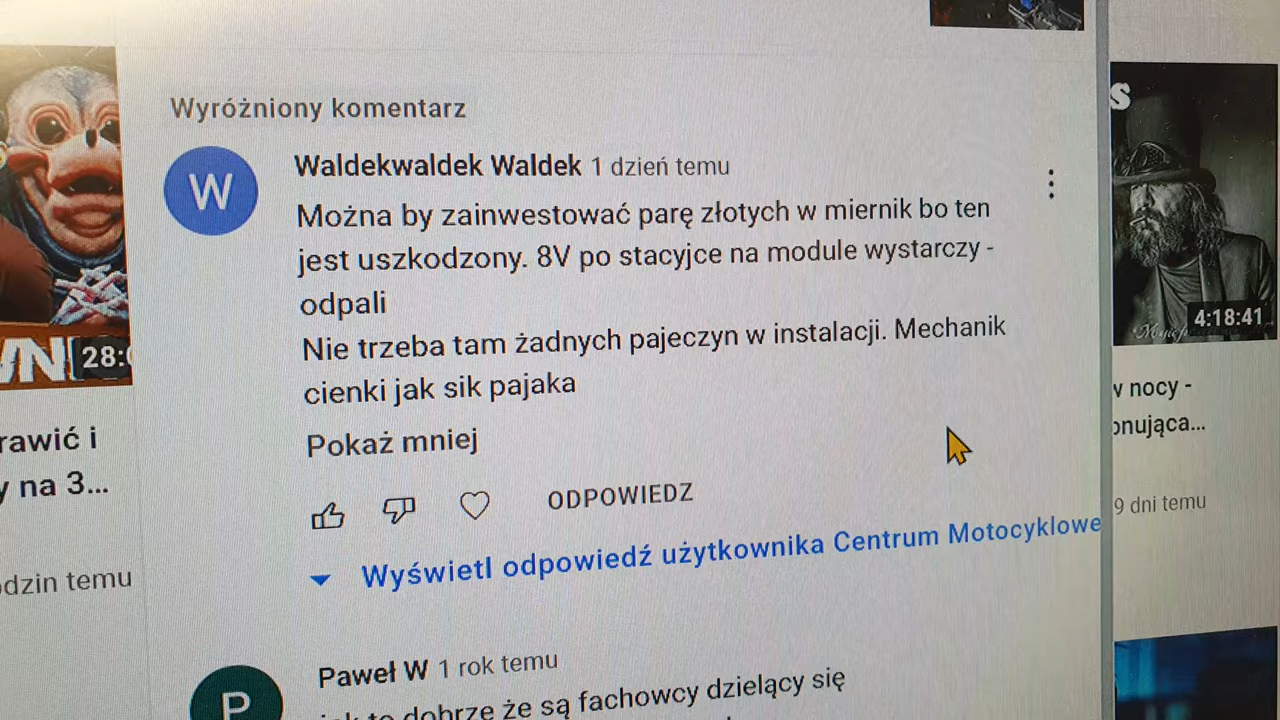 Wyróżniony komentarz
W
Waldekwaldek Waldek 1 dzień temu
Można by zainwestować parę złotych w miernik bo ten
jest uszkodzony. 8V po stacyjce na module wystarczy -
odpali
Nie trzeba tam żadnych pajeczyn w instalacji. Mechanik
cienki jak sik pajaka
Pokaż mniej
ODPOWIEDZ
Wyświetl odpowiedź użytkownika Centrum Motocyklowe
P
Paweł W 1 rok temu
to dobrze że są fachowcy dzielący się
28:
rawić i
y na 3...
odzin temu
S
4:18:41
w nocy -
onująca...
9 dni temu